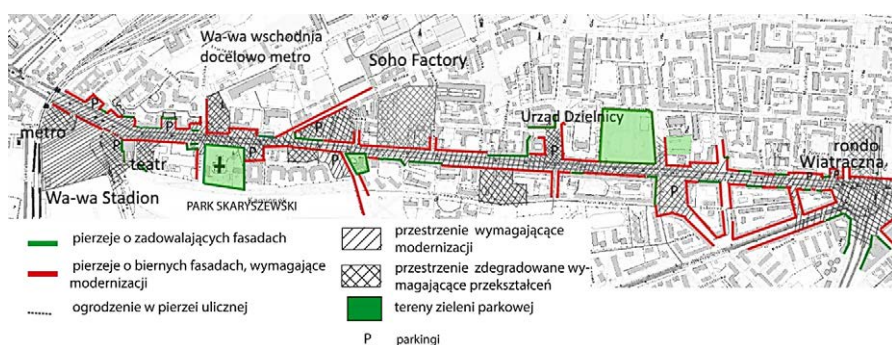 Wa-wa wschodnia
docelowo metro
Soho Factory
P
P
P
Urząd Dzielnicy
metro
teatr
P
P
P
rondo
Wiatraczna
P
P
Wa-wa Stadion
PARK SKARYSZEWSKI
pierzeje o zadowalających fasadach
pierzeje o biernych fasadach, wymagające
modernizacji
ogrodzenie w pierzei ulicznej
przestrzenie wymagające
modernizacji
przestrzenie zdegradowane wy-
magające przekształceń
tereny zieleni parkowej
P parkingi